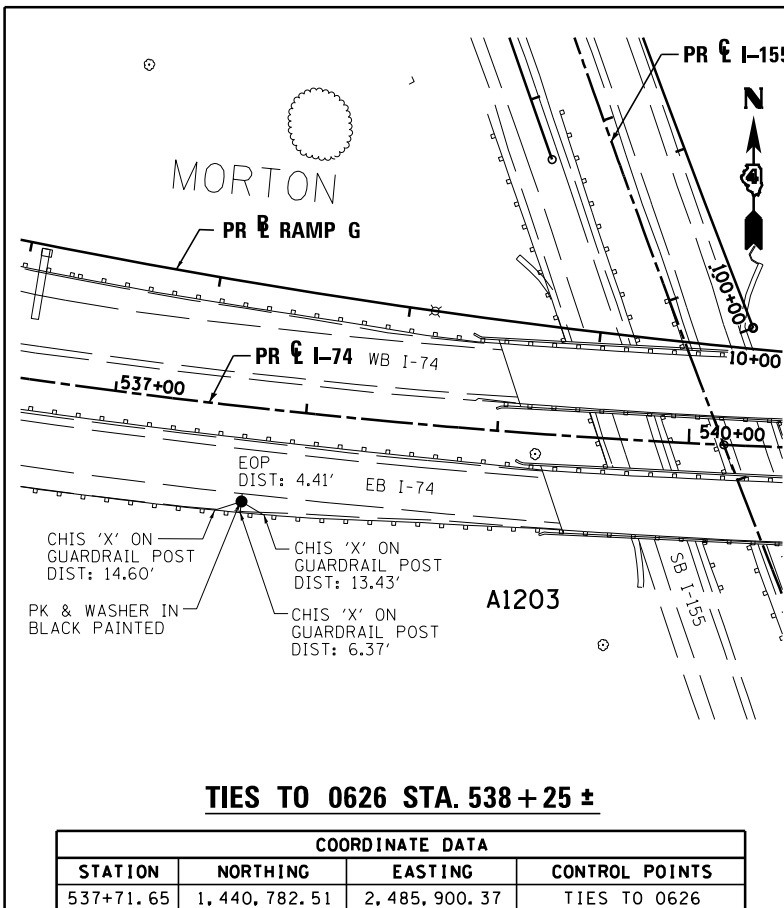 PR ℄ I-155
N
4
MORTON
PR BL RAMP G
100+00
PR ℄ I-74
WB I-74
10+00
537+00
540+00
EOP
DIST: 4.41'
EB I-74
CHIS 'X' ON
GUARDRAIL POST
DIST: 14.60'
CHIS 'X' ON
GUARDRAIL POST
DIST: 13.43'
SB I-155
A1203
PK & WASHER IN
BLACK PAINTED
CHIS 'X' ON
GUARDRAIL POST
DIST: 6.37'
TIES TO 0626 STA. 538+25 ±
COORDINATE DATA
STATION NORTHING EASTING CONTROL POINTS
537+71.65 1,440,782.51 2,485,900.37 TIES TO 0626